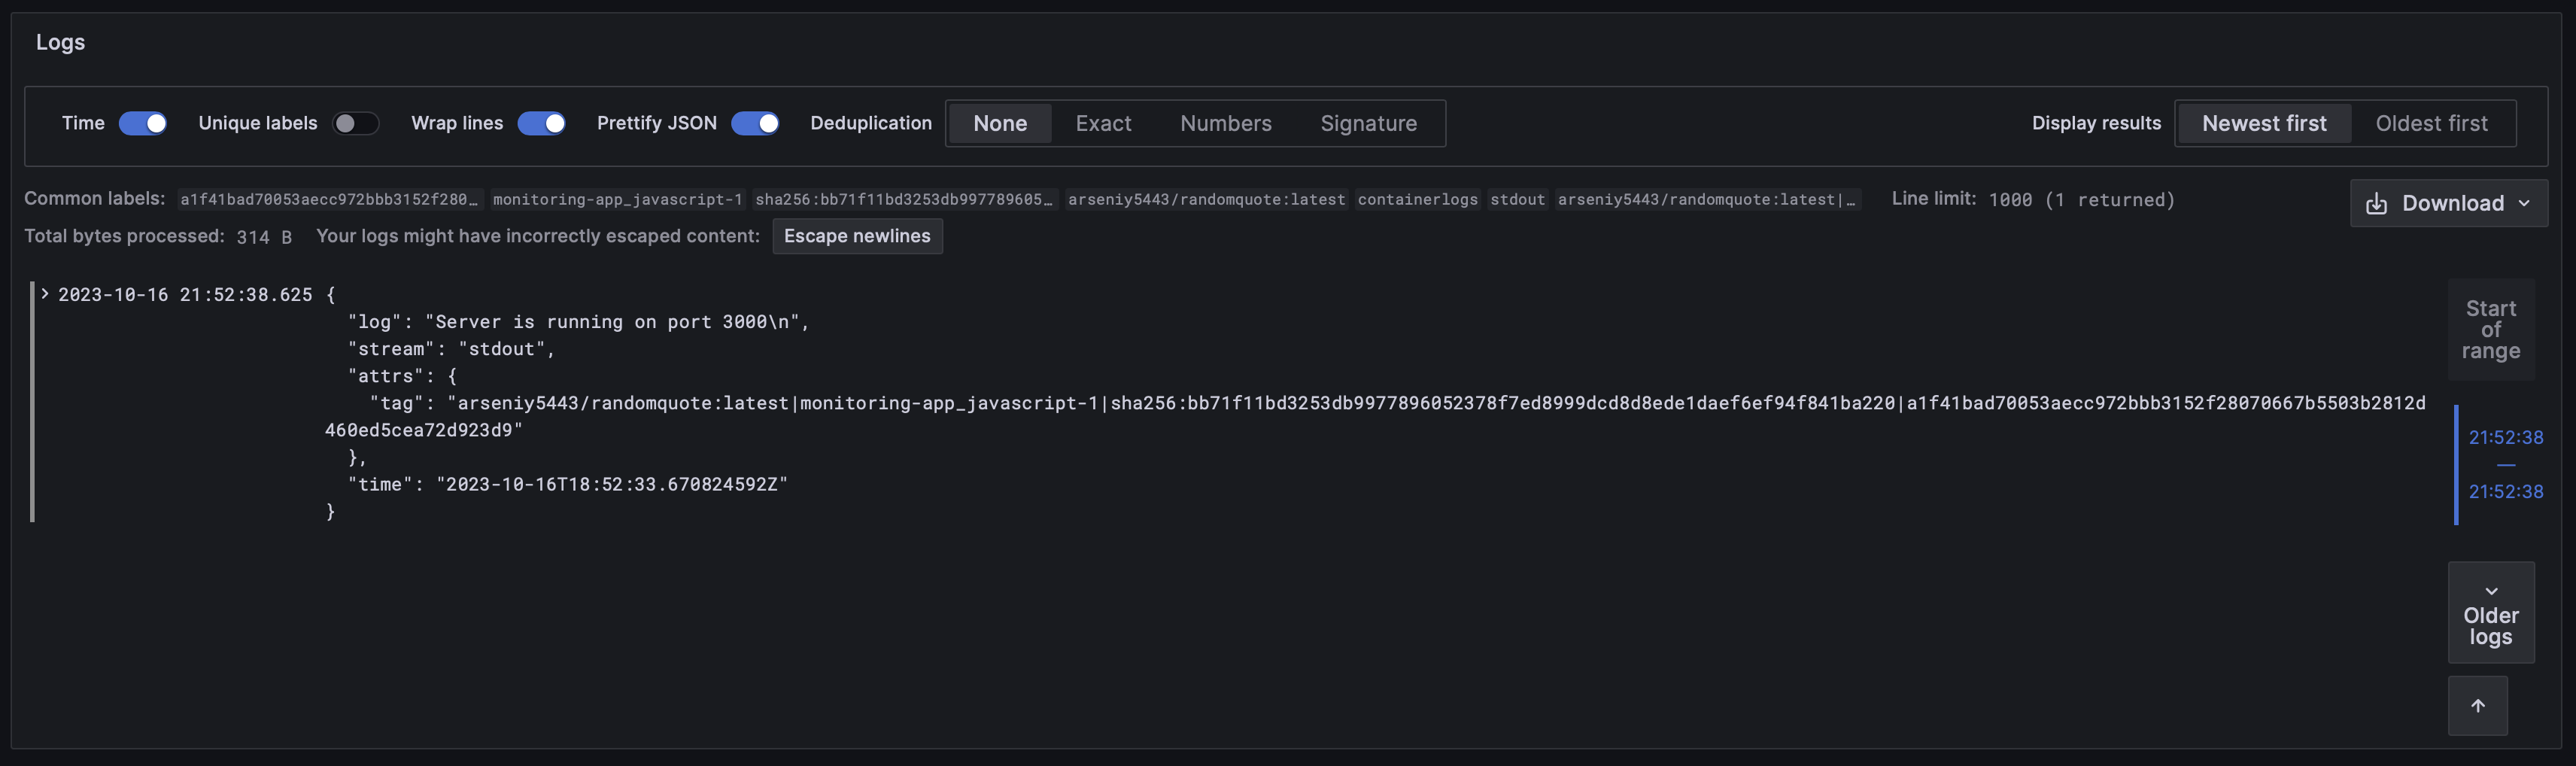 Logs
Time Unique labels Wrap lines Prettify JSON Deduplication None Exact Numbers Signature Display results Newest first Oldest first
Common labels: a1f41bad70053aecc972bbb3152f280… monitoring-app_javascript-1 sha256:bb71f11bd3253db997789605… arseniy5443/randomquote:latest containerlogs stdout arseniy5443/randomquote:latest|… Line limit: 1000 (1 returned) Download
Total bytes processed: 314 B Your logs might have incorrectly escaped content: Escape newlines
2023-10-16 21:52:38.625 {
"log": "Server is running on port 3000\n",
"stream": "stdout",
"attrs": {
"tag": "arseniy5443/randomquote:latest|monitoring-app_javascript-1|sha256:bb71f11bd3253db9977896052378f7ed8999dcd8d8ede1daef6ef94f841ba220|a1f41bad70053aecc972bbb3152f28070667b5503b2812d
460ed5cea72d923d9"
},
"time": "2023-10-16T18:52:33.670824592Z"
}
Start
of
range
21:52:38
—
21:52:38
Older
logs